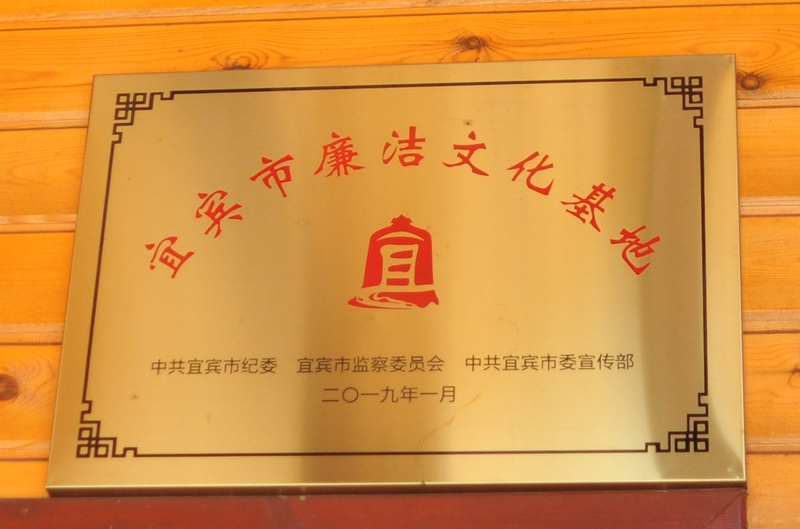 宜宾市廉洁文化基地
宜
中共宜宾市纪委 宜宾市监察委员会 中共宜宾市委宣传部
二〇一九年一月